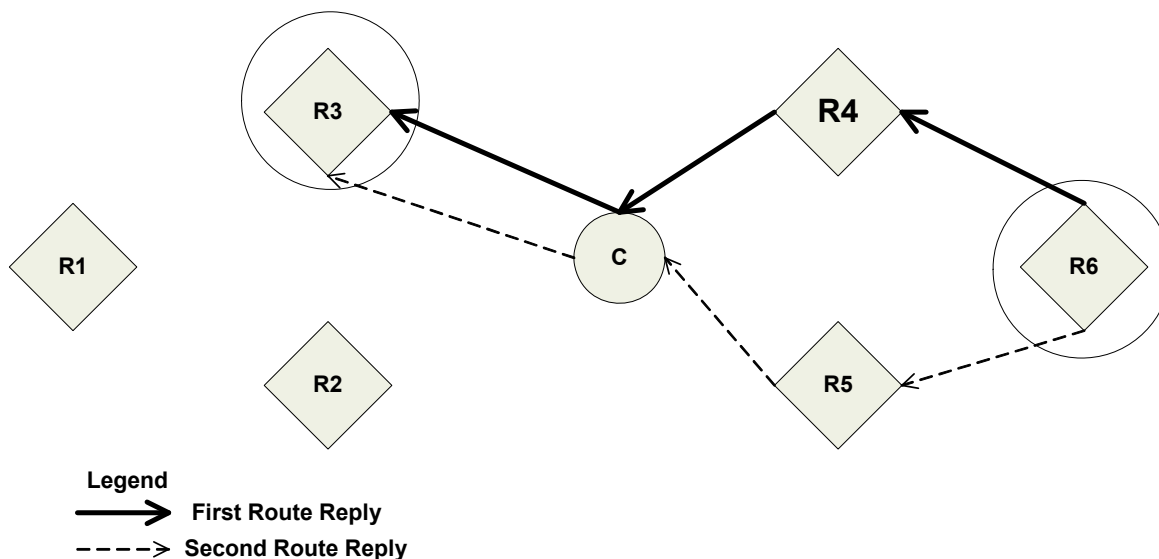 R3
R4
R1
C
R6
R2
R5
Legend
First Route Reply
Second Route Reply